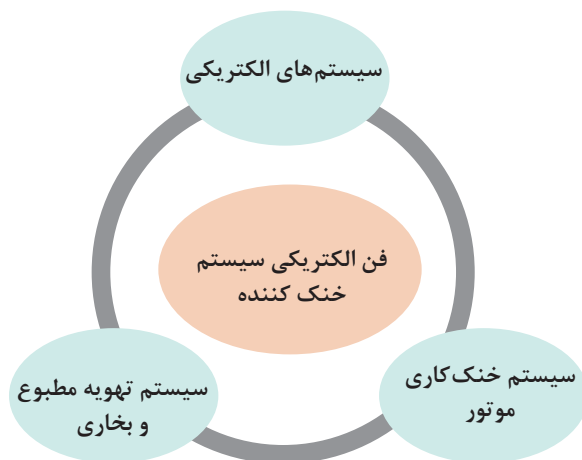 سیستم‌های الکتریکی
فن الکتریکی سیستم
خنک کننده
سیستم خنک‌کاری
موتور
سیستم تهویه مطبوع
و بخاری